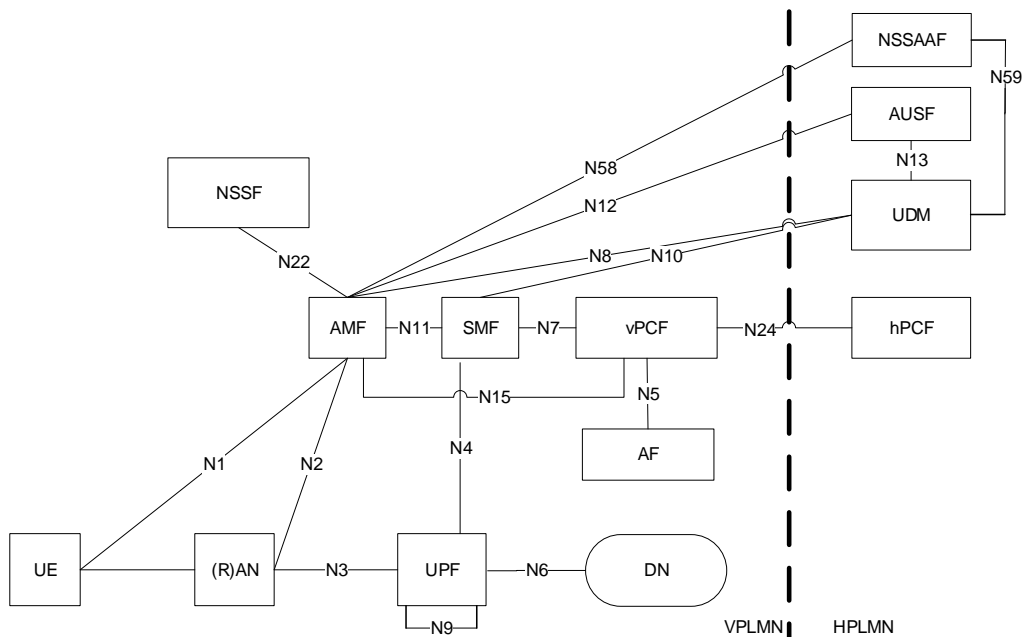 NSSAAF
N59
AUSF
N13
N58
NSSF
N12
UDM
N22
N8
N10
AMF
N11
SMF
N7
vPCF
N24
hPCF
N15
N5
N4
AF
N1
N2
UE
(R)AN
N3
UPF
N6
DN
N9
VPLMN
HPLMN